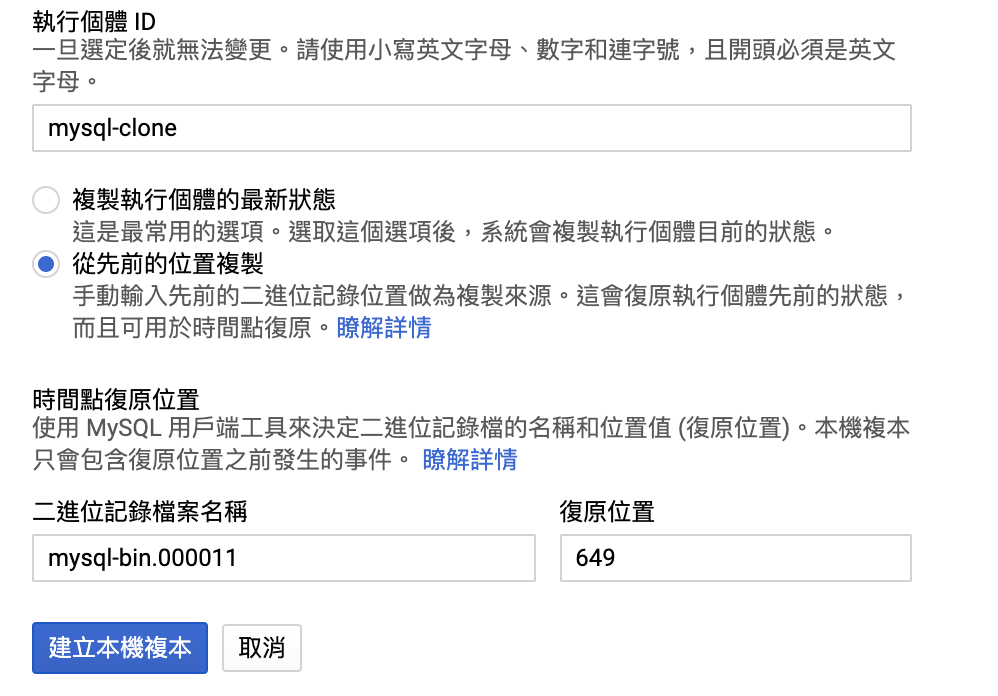 執行個體 ID
一旦選定後就無法變更。請使用小寫英文字母、數字和連字號，且開頭必須是英文
字母。
mysql-clone
複製執行個體的最新狀態
這是最常用的選項。選取這個選項後，系統會複製執行個體目前的狀態。
從先前的位置複製
手動輸入先前的二進位記錄位置做為複製來源。這會復原執行個體先前的狀態，
而且可用於時間點復原。瞭解詳情
時間點復原位置
使用 MySQL 用戶端工具來決定二進位記錄檔的名稱和位置值 (復原位置)。本機複本
只會包含復原位置之前發生的事件。 瞭解詳情
二進位記錄檔案名稱 復原位置
mysql-bin.000011 649
建立本機複本 取消